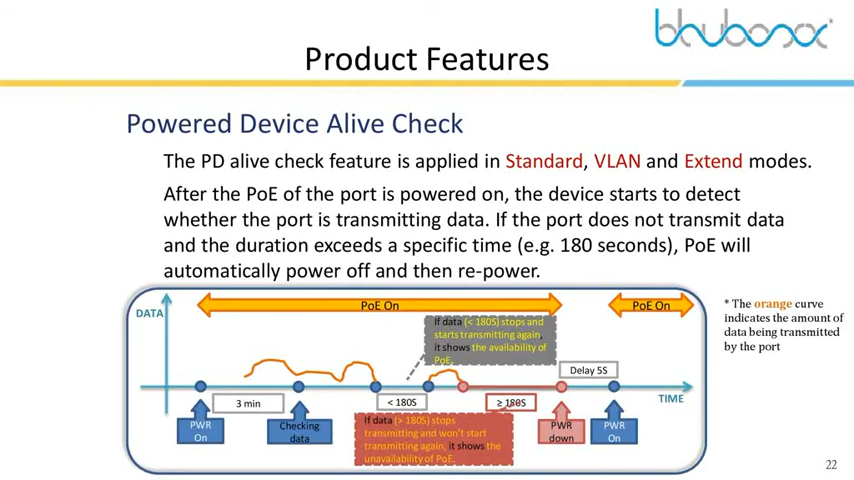 bhubonsox
Product Features
Powered Device Alive Check
The PD alive check feature is applied in Standard, VLAN and Extend modes.
After the PoE of the port is powered on, the device starts to detect
whether the port is transmitting data. If the port does not transmit data
and the duration exceeds a specific time (e.g. 180 seconds), PoE will
automatically power off and then re-power.
PoE On
PoE On
DATA
If data (< 180S) stops and
starts transmitting again,
it shows the availability of
PoE.
* The orange curve
indicates the amount of
data being transmitted
by the port
Delay 5S
TIME
3 min
< 180S
≥ 180S
PWR
On
Checking
data
If data (> 180S) stops
transmitting and won't start
transmitting again, it shows the
unavailability of PoE.
PWR
down
PWR
On
22